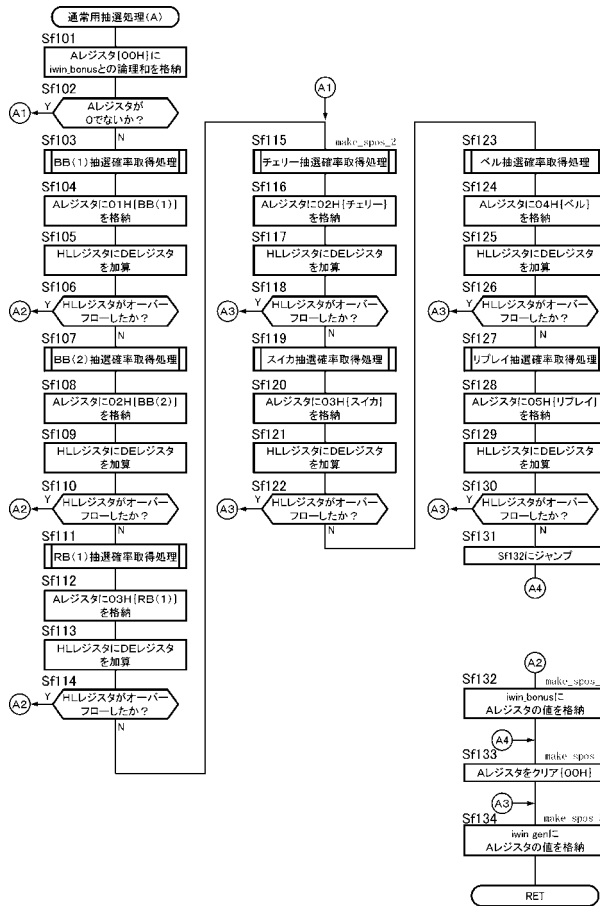 通常用抽選処理(A)
Sf101
Aレジスタ{00H}に
iwin_bonusとの論理和を格納
Sf102
A1
Y
Aレジスタが
0でないか？
N
Sf103
BB(1)抽選確率取得処理
Sf104
Aレジスタに01H{BB(1)}
を格納
Sf105
HLレジスタにDEレジスタ
を加算
Sf106
A2
Y
HLレジスタがオーバー
フローしたか？
N
Sf107
BB(2)抽選確率取得処理
Sf108
Aレジスタに02H{BB(2)}
を格納
Sf109
HLレジスタにDEレジスタ
を加算
Sf110
A2
Y
HLレジスタがオーバー
フローしたか？
N
Sf111
RB(1)抽選確率取得処理
Sf112
Aレジスタに03H{RB(1)}
を格納
Sf113
HLレジスタにDEレジスタ
を加算
Sf114
A2
Y
HLレジスタがオーバー
フローしたか？
N
A1
Sf115
make_spos_2
チェリー抽選確率取得処理
Sf116
Aレジスタに02H{チェリー}
を格納
Sf117
HLレジスタにDEレジスタ
を加算
Sf118
A3
Y
HLレジスタがオーバー
フローしたか？
N
Sf119
スイカ抽選確率取得処理
Sf120
Aレジスタに03H{スイカ}
を格納
Sf121
HLレジスタにDEレジスタ
を加算
Sf122
A3
Y
HLレジスタがオーバー
フローしたか？
N
Sf123
ベル抽選確率取得処理
Sf124
Aレジスタに04H{ベル}
を格納
Sf125
HLレジスタにDEレジスタ
を加算
Sf126
A3
Y
HLレジスタがオーバー
フローしたか？
N
Sf127
リプレイ抽選確率取得処理
Sf128
Aレジスタに05H{リプレイ}
を格納
Sf129
HLレジスタにDEレジスタ
を加算
Sf130
A3
Y
HLレジスタがオーバー
フローしたか？
N
Sf131
Sf132にジャンプ
A4
A2
Sf132
make_spos_
iwin_bonusに
Aレジスタの値を格納
A4
Sf133
make_spos_
Aレジスタをクリア{00H}
A3
Sf134
make_spos_
iwin_genに
Aレジスタの値を格納
RET